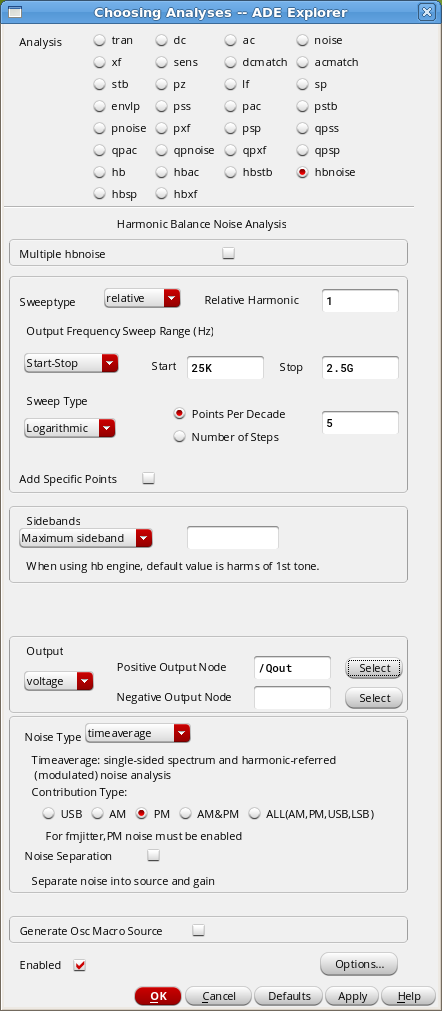 Choosing Analyses -- ADE Explorer
Analysis tran dc ac noise
xf sens dcmatch acmatch
stb pz lf sp
envlp pss pac pstb
pnoise pxf psp qpss
qpac qpnoise qpxf qpsp
hb hbac hbstb hbnoise
hbsp hbxf
Harmonic Balance Noise Analysis
Multiple hbnoise
Sweeptype relative Relative Harmonic 1
Output Frequency Sweep Range (Hz)
Start-Stop Start 25K Stop 2.5G
Sweep Type
Logarithmic Points Per Decade 5
Number of Steps
Add Specific Points
Sidebands
Maximum sideband
When using hb engine, default value is harms of 1st tone.
Output
voltage Positive Output Node /Qout Select
Negative Output Node Select
Noise Type timeaverage
Timeaverage: single-sided spectrum and harmonic-referred
(modulated) noise analysis
Contribution Type:
USB AM PM AM&PM ALL(AM,PM,USB,LSB)
For fmjitter,PM noise must be enabled
Noise Separation
Separate noise into source and gain
Generate Osc Macro Source
Enabled Options...
OK Cancel Defaults Apply Help